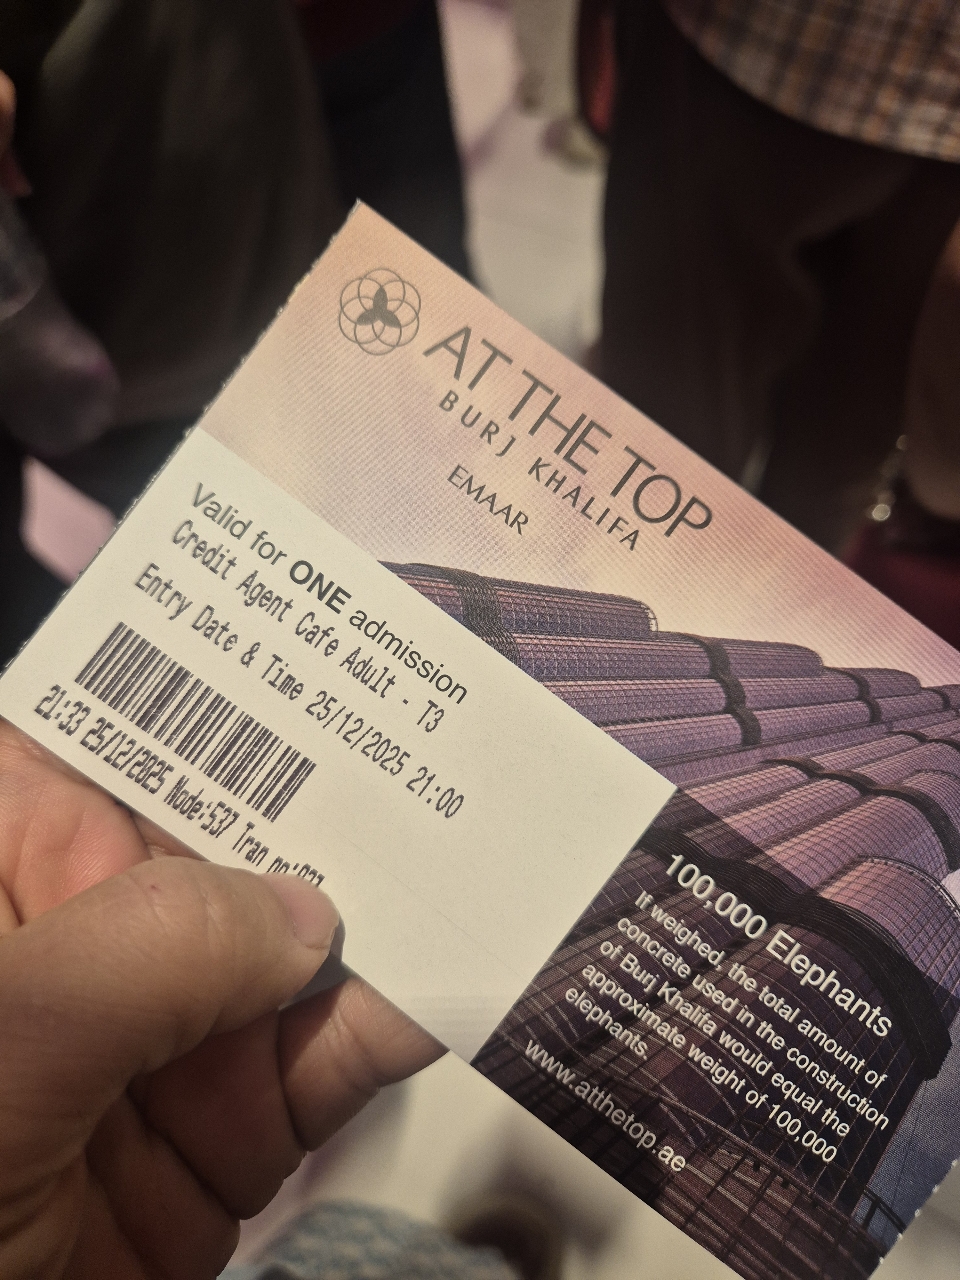 AT THE TOP
BURJ KHALIFA
EMAAR
Valid for ONE admission
Credit Agent Cafe Adult - T3
Entry Date & Time 25/12/2025 21:00
21:33 25/12/2025 Node:537 Tran no:
100,000 Elephants
If weighed, the total amount of
concrete used in the construction
of Burj Khalifa would equal the
approximate weight of 100,000
elephants.
www.atthetop.ae